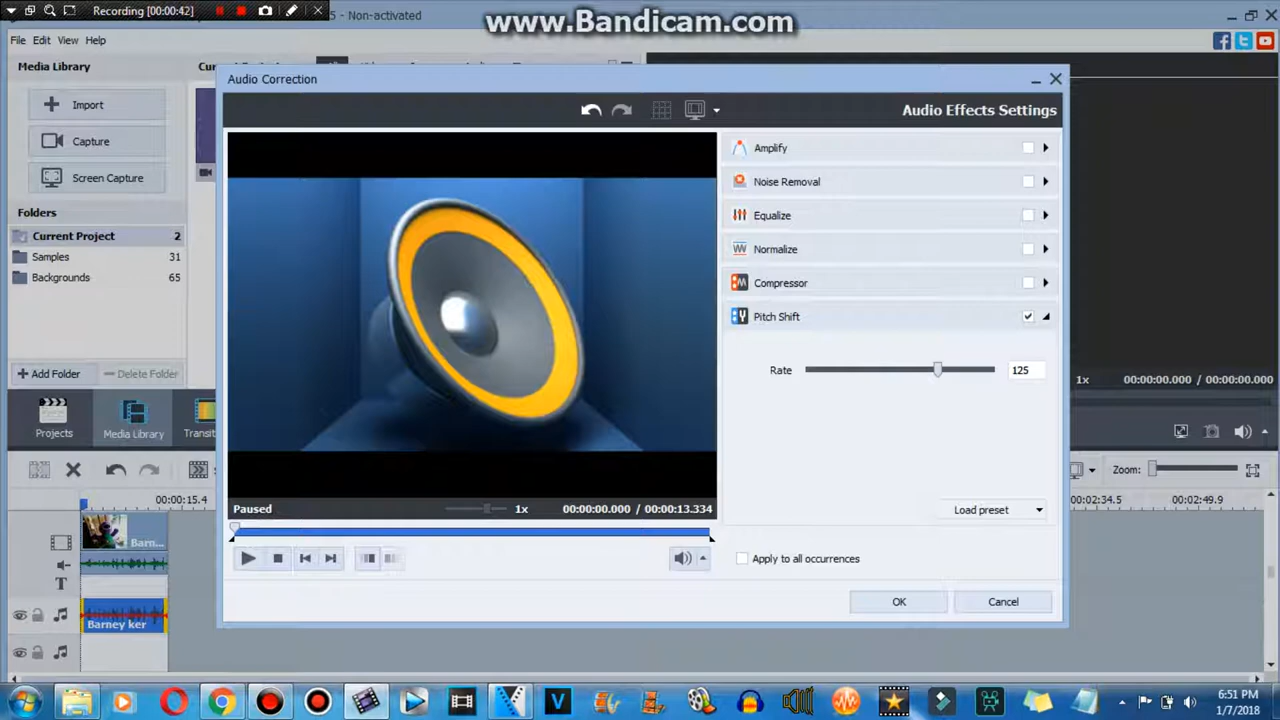 Recording [00:00:42]
5 - Non-activated
www.Bandicam.com
File Edit View Help
Media Library
Import
Capture
Screen Capture
Folders
Current Project 2
Samples 31
Backgrounds 65
Add Folder Delete Folder
Projects Media Library Transiti
Audio Correction
Audio Effects Settings
Amplify
Noise Removal
Equalize
Normalize
Compressor
Pitch Shift
Rate 125
Load preset
Paused 1x 00:00:00.000 / 00:00:13.334
Apply to all occurrences
OK Cancel
1x 00:00:00.000 / 00:00:00.000
Zoom:
00:00:15.4 00:02:34.5 00:02:49.9
Barn...
T
Barney ker
6:51 PM
1/7/2018